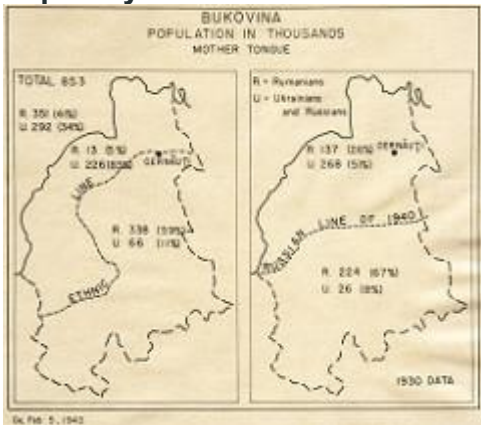 BUKOVINA
POPULATION IN THOUSANDS
MOTHER TONGUE
TOTAL 853
R. 351 (41%)
U. 292 (34%)
R. 13 (5%)
U. 226 (83%)
CERNĂUŢI
LINE
R. 338 (59%)
U. 66 (11%)
ETHNIC
R = Rumanians
U = Ukrainians
and Russians
R. 137 (26%)
CERNĂUŢI
U. 268 (51%)
RUSSIAN LINE OF 1940
R. 224 (67%)
U. 26 (8%)
1930 DATA
Feb. 5, 1943